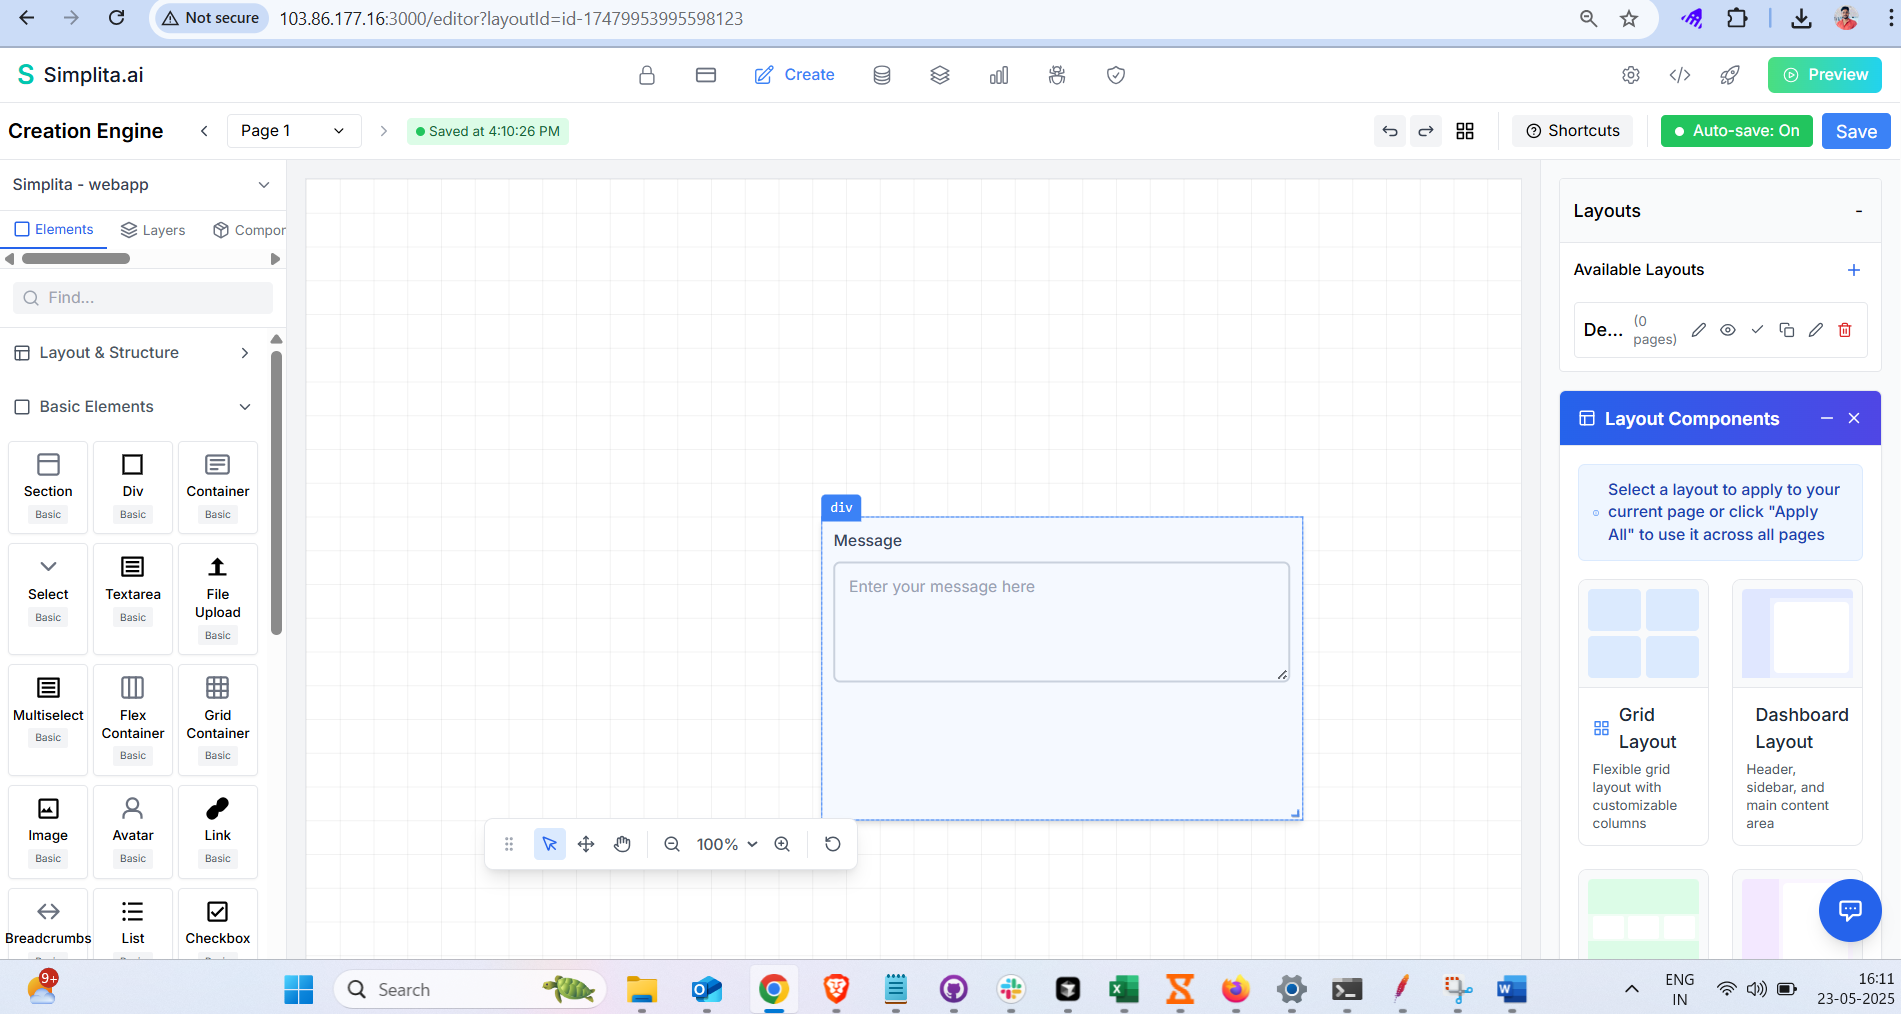 Not secure
103.86.177.16:3000/editor?layoutId=id-17479953995598123
S Simplita.ai
Create
Preview
Creation Engine
Page 1
Saved at 4:10:26 PM
Shortcuts
Auto-save: On
Save
Simplita - webapp
Elements
Layers
Compor
Find...
Layout & Structure
Basic Elements
Section
Basic
Div
Basic
Container
Basic
Select
Basic
Textarea
Basic
File
Upload
Basic
Multiselect
Basic
Flex
Container
Basic
Grid
Container
Basic
Image
Basic
Avatar
Basic
Link
Basic
Breadcrumbs
List
Checkbox
div
Message
Enter your message here
100%
Layouts
-
Available Layouts
+
De...
(0
pages)
Layout Components
Select a layout to apply to your
current page or click "Apply
All" to use it across all pages
Grid
Layout
Flexible grid
layout with
customizable
columns
Dashboard
Layout
Header,
sidebar, and
main content
area
9+
Search
ENG
IN
16:11
23-05-2025